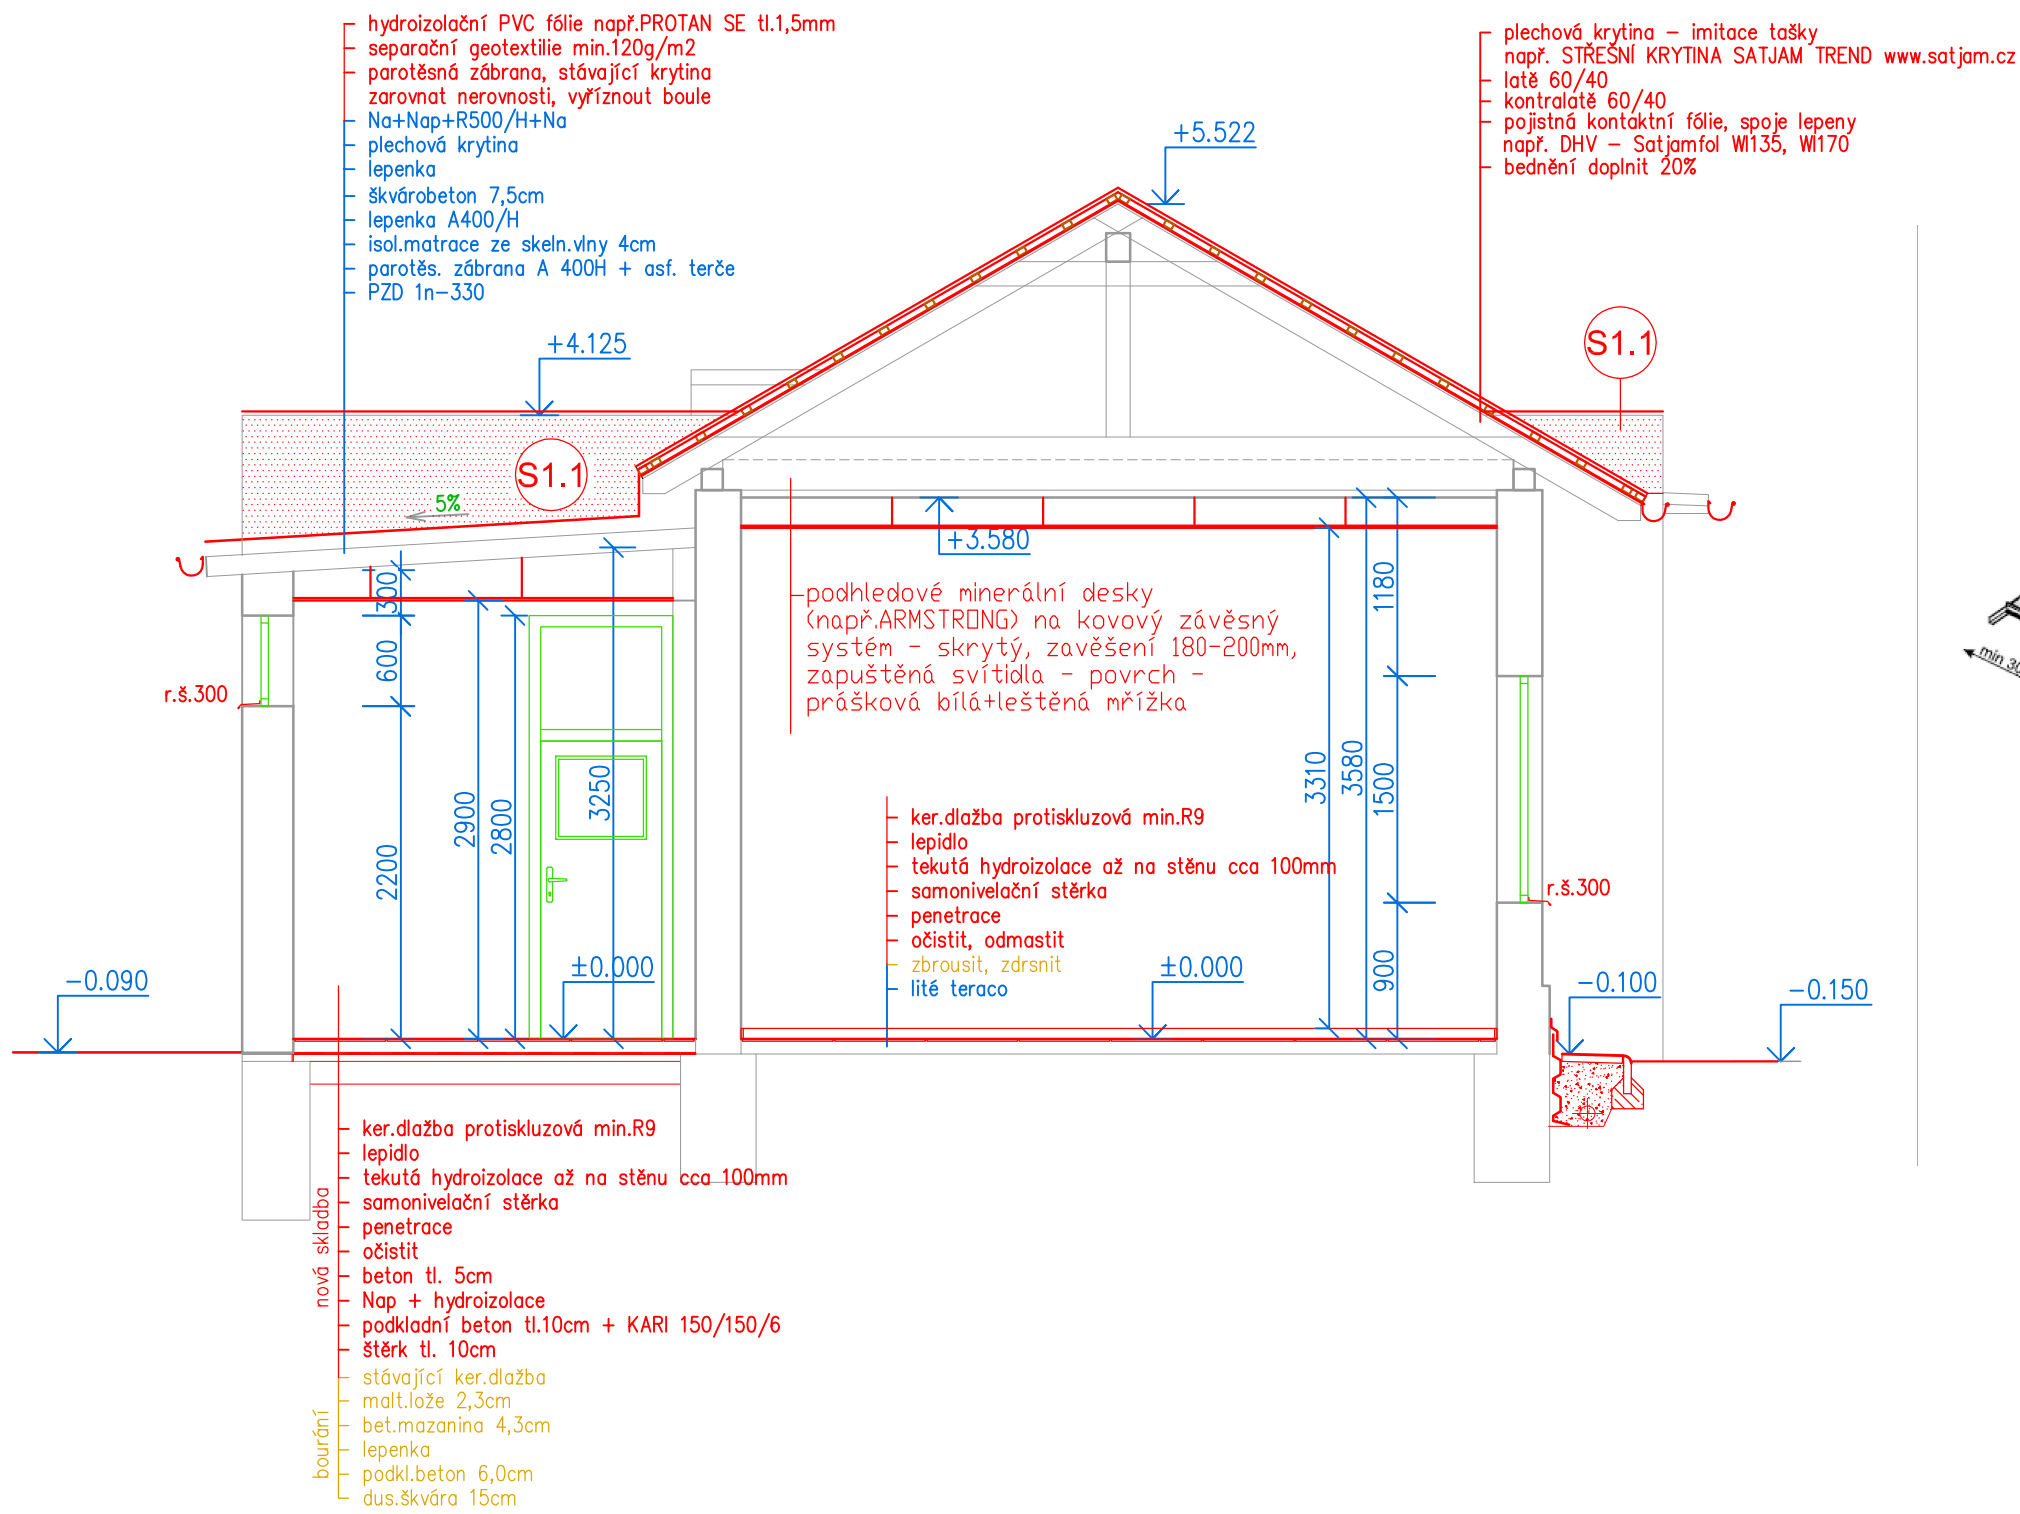 hydroizolační PVC fólie např.PROTAN SE tl.1,5mm
separační geotextilie min.120g/m2
parotěsná zábrana, stávající krytina
zarovnat nerovnosti, vyříznout boule
Na+Nap+R500/H+Na
plechová krytina
lepenka
škvárobeton 7,5cm
lepenka A400/H
isol.matrace ze skeln.vlny 4cm
parotěs. zábrana A 400H + asf. terče
PZD 1n-330
plechová krytina - imitace tašky
např. STŘEŠNÍ KRYTINA SATJAM TREND www.satjam.cz
latě 60/40
kontralatě 60/40
pojistná kontaktní fólie, spoje lepeny
např. DHV - Satjamfol WI135, WI170
bednění doplnit 20%
+5.522
+4.125
S1.1
S1.1
5%
+3.580
podhledové minerální desky
(např.ARMSTR□NG) na kovový závěsný
systém - skrytý, zavěšení 180-200mm,
zapuštěná svítidla - povrch -
prášková bílá+leštěná mřížka
300
600
2200
2900
2800
3250
3310
3580
1180
1500
900
r.š.300
r.š.300
min 30
ker.dlažba protiskluzová min.R9
lepidlo
tekutá hydroizolace až na stěnu cca 100mm
samonivelační stěrka
penetrace
očistit, odmastit
zbrousit, zdrsnit
lité teraco
-0.090
±0.000
±0.000
-0.100
-0.150
nová skladba
ker.dlažba protiskluzová min.R9
lepidlo
tekutá hydroizolace až na stěnu cca 100mm
samonivelační stěrka
penetrace
očistit
beton tl. 5cm
Nap + hydroizolace
podkladní beton tl.10cm + KARI 150/150/6
štěrk tl. 10cm
bourání
stávající ker.dlažba
malt.lože 2,3cm
bet.mazanina 4,3cm
lepenka
podkl.beton 6,0cm
dus.škvára 15cm